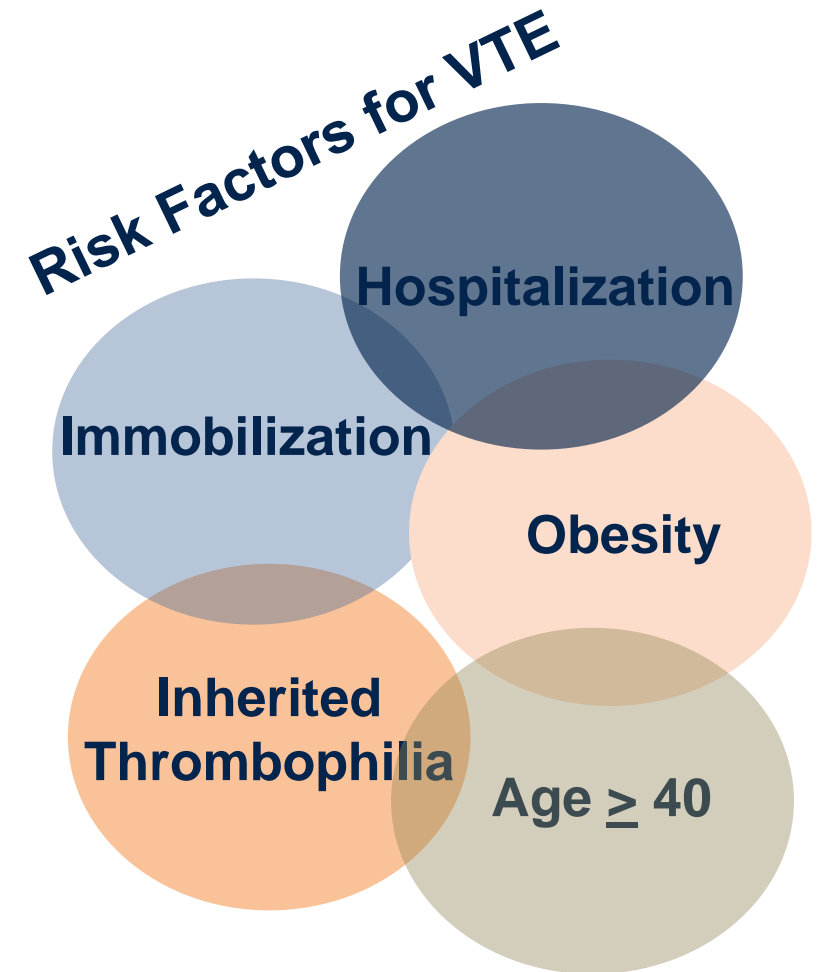 Risk Factors for VTE
Hospitalization
Immobilization
Obesity
Inherited
Thrombophilia
Age ≥ 40